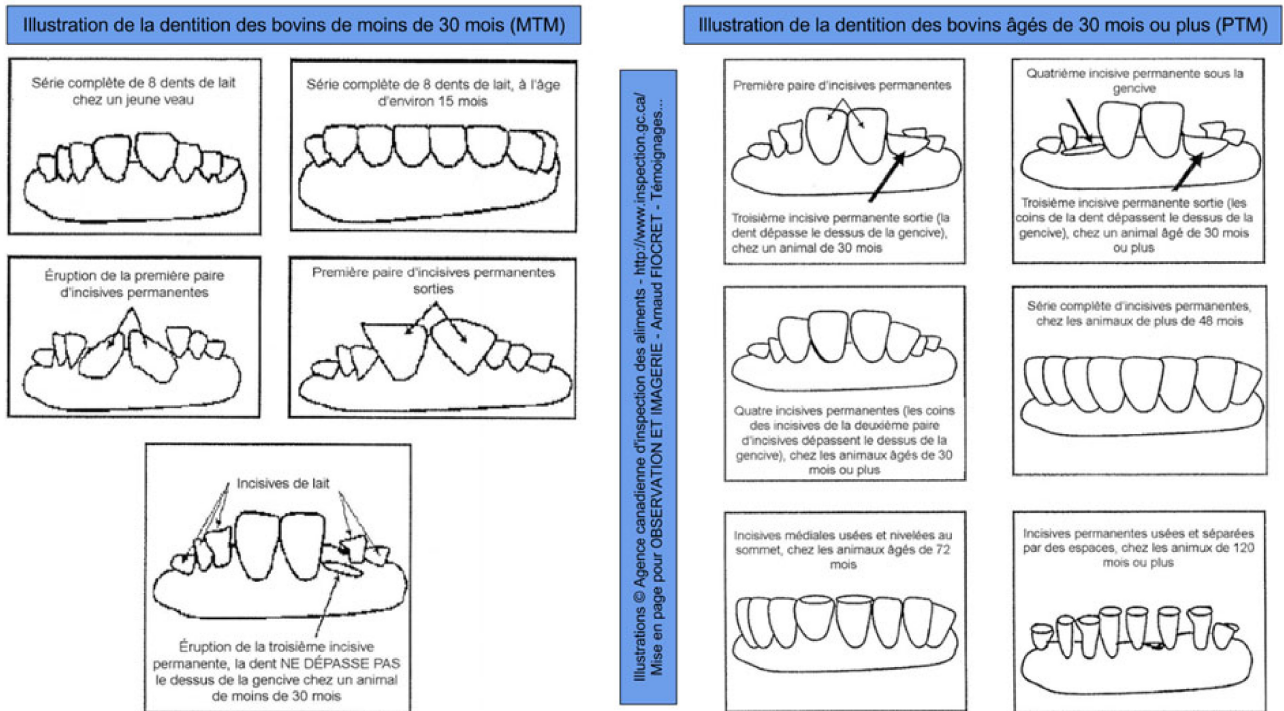 Illustration de la dentition des bovins de moins de 30 mois (MTM)
Série complète de 8 dents de lait
chez un jeune veau
Série complète de 8 dents de lait, à l'âge
d'environ 15 mois
Éruption de la première paire
d'incisives permanentes
Première paire d'incisives permanentes
sorties
Incisives de lait
Éruption de la troisième incisive
permanente, la dent NE DÉPASSE PAS
le dessus de la gencive chez un animal
de moins de 30 mois
Illustrations © Agence canadienne d'inspection des aliments - http://www.inspection.gc.ca/
Mise en page pour OBSERVATION ET IMAGERIE - Arnaud FIOCRET - Témoignages...
Illustration de la dentition des bovins âgés de 30 mois ou plus (PTM)
Première paire d'incisives permanentes
Troisième incisive permanente sortie (la
dent dépasse le dessus de la gencive),
chez un animal de 30 mois
Quatrième incisive permanente sous la
gencive
Troisième incisive permanente sortie (les
coins de la dent dépassent le dessus de la
gencive), chez un animal âgé de 30 mois
ou plus
Quatre incisives permanentes (les coins
des incisives de la deuxième paire
d'incisives dépassent le dessus de la
gencive), chez les animaux âgés de 30
mois ou plus
Série complète d'incisives permanentes,
chez les animaux de plus de 48 mois
Incisives médiales usées et nivelées au
sommet, chez les animaux âgés de 72
mois
Incisives permanentes usées et séparées
par des espaces, chez les animux de 120
mois ou plus